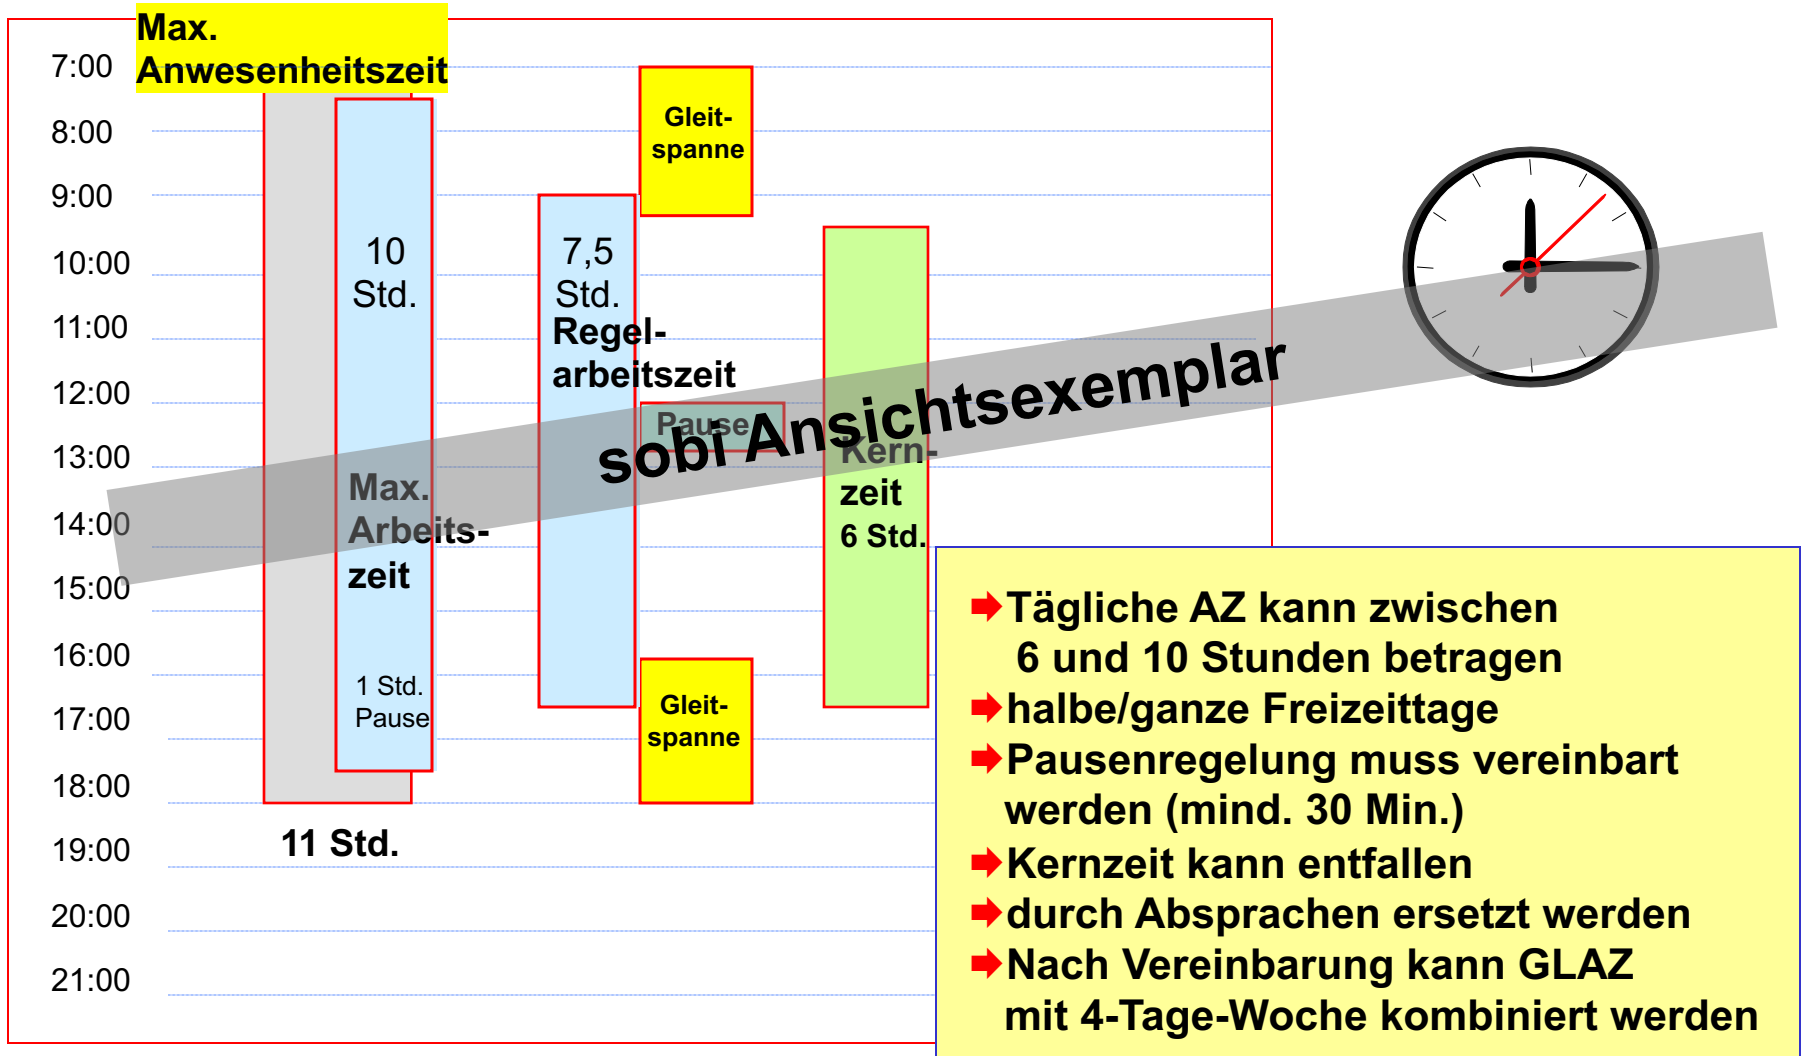 Max.
Anwesenheitszeit
7:00
8:00
9:00
10:00
11:00
12:00
13:00
14:00
15:00
16:00
17:00
18:00
19:00
20:00
21:00
10
Std.
Max.
Arbeits-
zeit
1 Std.
Pause
11 Std.
7,5
Std.
Regel-
arbeitszeit
Gleit-
spanne
Pause
Gleit-
spanne
Kern-
zeit
6 Std.
sobi Ansichtsexemplar
Tägliche AZ kann zwischen
6 und 10 Stunden betragen
halbe/ganze Freizeittage
Pausenregelung muss vereinbart
werden (mind. 30 Min.)
Kernzeit kann entfallen
durch Absprachen ersetzt werden
Nach Vereinbarung kann GLAZ
mit 4-Tage-Woche kombiniert werden